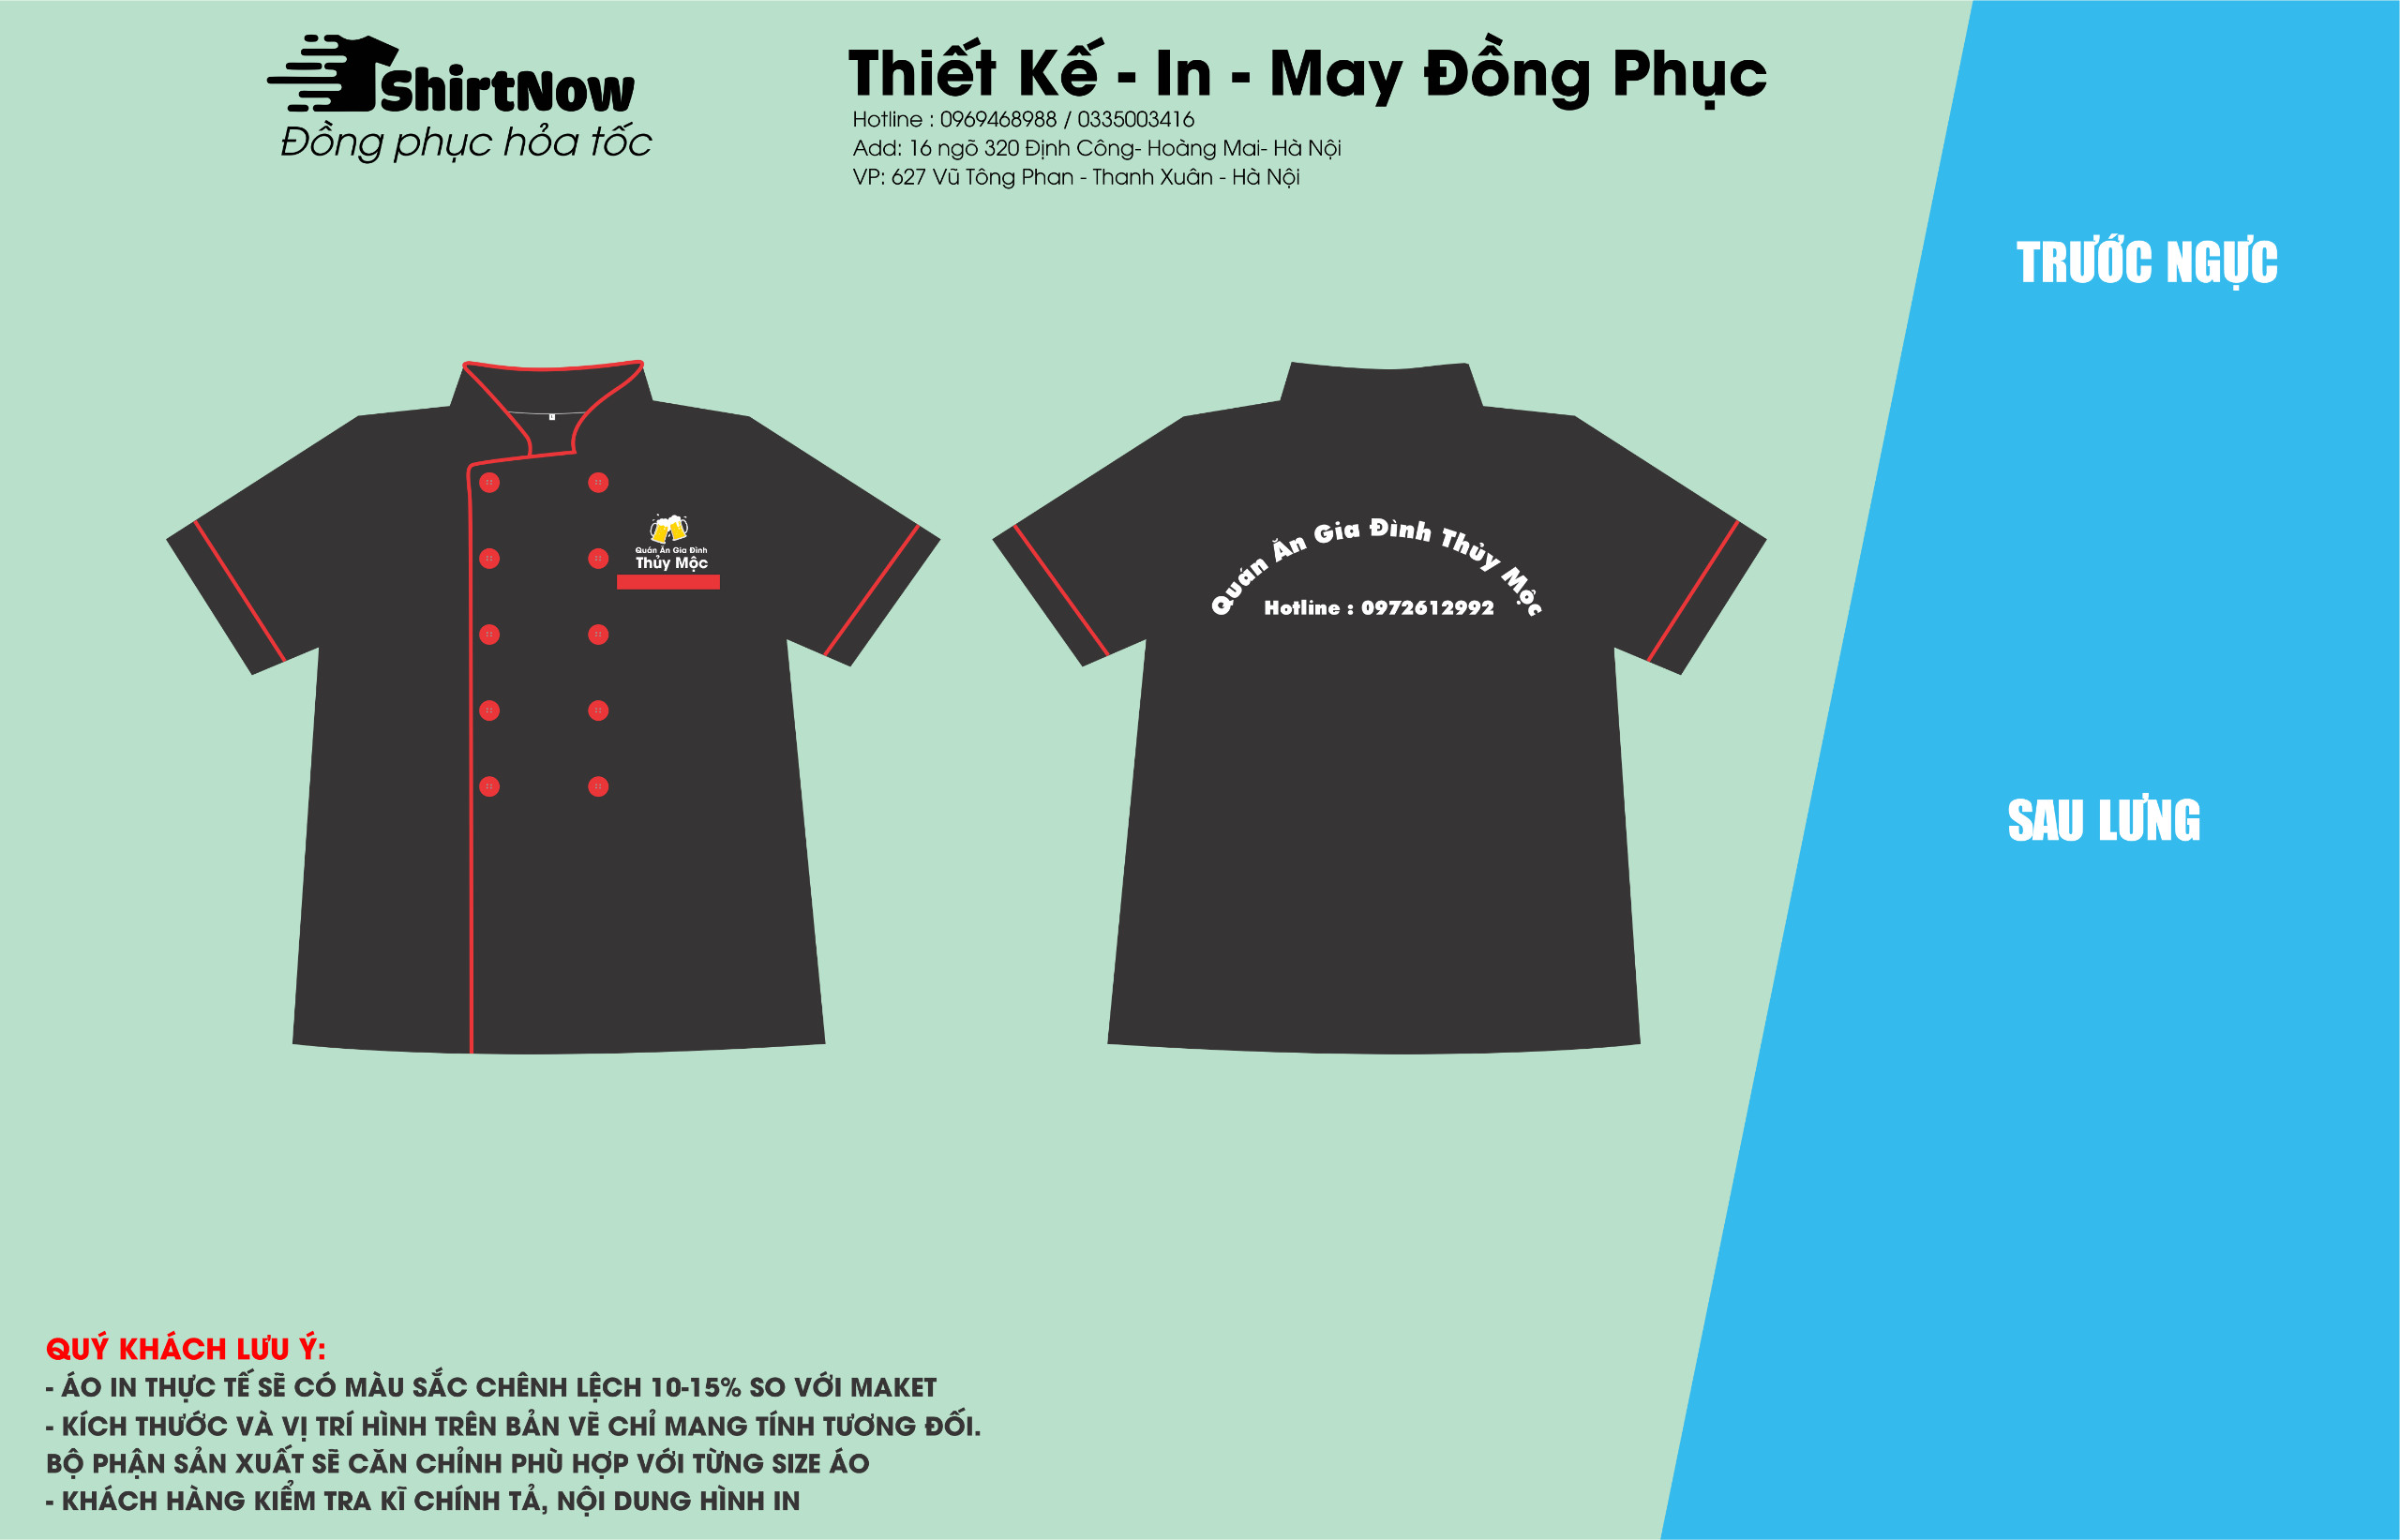 ShirtNow
Đồng phục hỏa tốc
Thiết Kế - In - May Đồng Phục
Hotline : 0969468988 / 0335003416
Add: 16 ngõ 320 Định Công- Hoàng Mai- Hà Nội
VP: 627 Vũ Tông Phan - Thanh Xuân - Hà Nội
TRƯỚC NGỰC
Quán Ăn Gia Đình
Thủy Mộc
Quán Ăn Gia Đình Thủy Mộc
Hotline : 0972612992
SAU LƯNG
QUÝ KHÁCH LƯU Ý:
- ÁO IN THỰC TẾ SẼ CÓ MÀU SẮC CHÊNH LỆCH 10-15% SO VỚI MAKET
- KÍCH THƯỚC VÀ VỊ TRÍ HÌNH TRÊN BẢN VẼ CHỈ MANG TÍNH TƯƠNG ĐỐI.
BỘ PHẬN SẢN XUẤT SẼ CĂN CHỈNH PHÙ HỢP VỚI TỪNG SIZE ÁO
- KHÁCH HÀNG KIỂM TRA KĨ CHÍNH TẢ, NỘI DUNG HÌNH IN